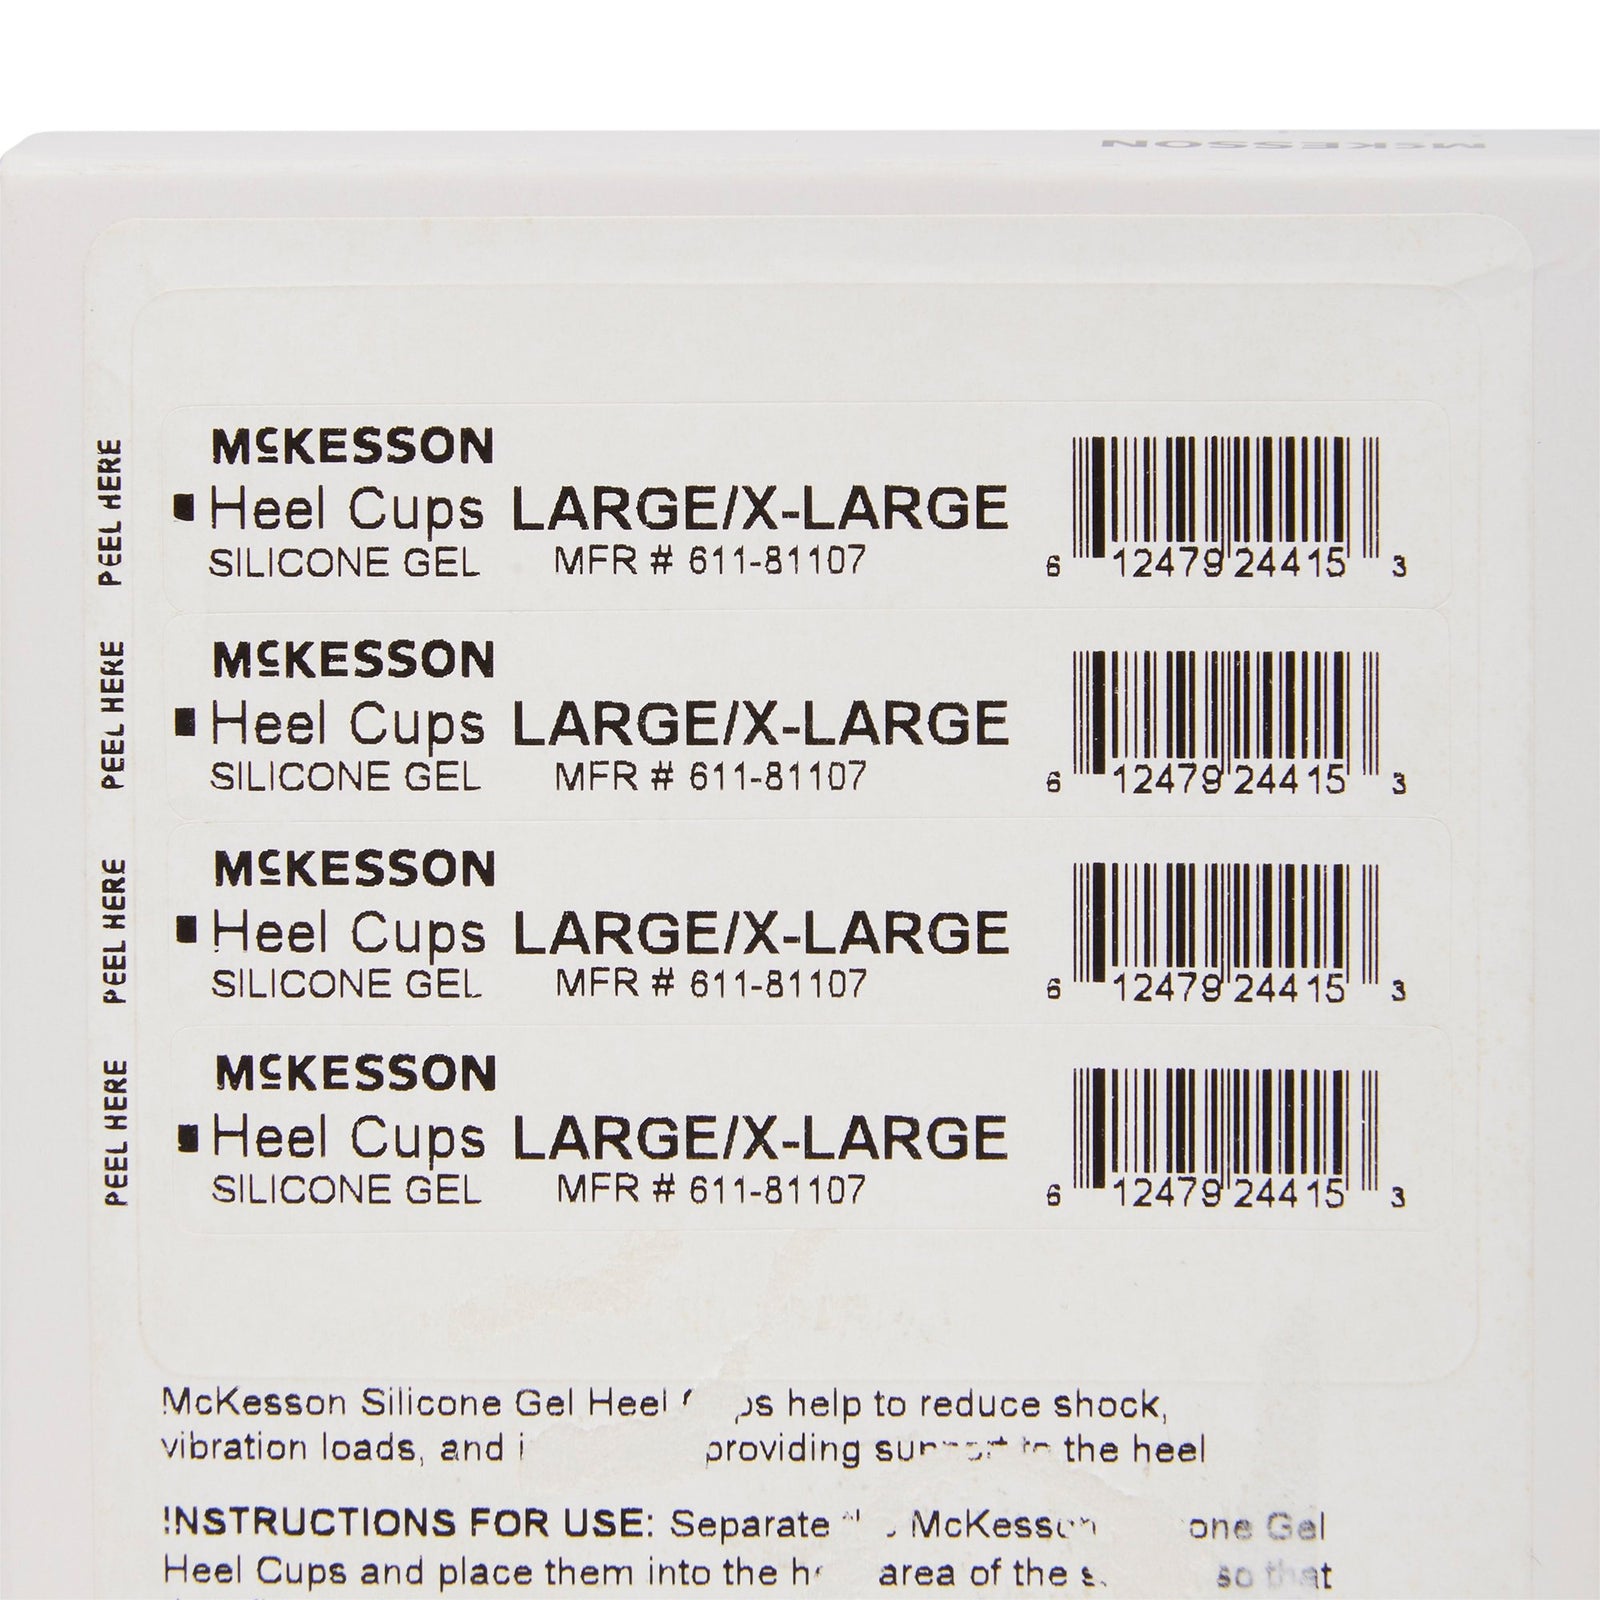 McKESSON
PEEL HERE
McKESSON
Heel Cups LARGE/X-LARGE
SILICONE GEL MFR # 611-81107
6 12479 24415 3
PEEL HERE
McKESSON
Heel Cups LARGE/X-LARGE
SILICONE GEL MFR # 611-81107
6 12479 24415 3
PEEL HERE
McKESSON
Heel Cups LARGE/X-LARGE
SILICONE GEL MFR # 611-81107
6 12479 24415 3
PEEL HERE
McKESSON
Heel Cups LARGE/X-LARGE
SILICONE GEL MFR # 611-81107
6 12479 24415 3
McKesson Silicone Gel Heel help to reduce shock,
vibration loads, and providing support to the heel
INSTRUCTIONS FOR USE: Separate McKesson Gel
Heel Cups and place them into the area of the so that